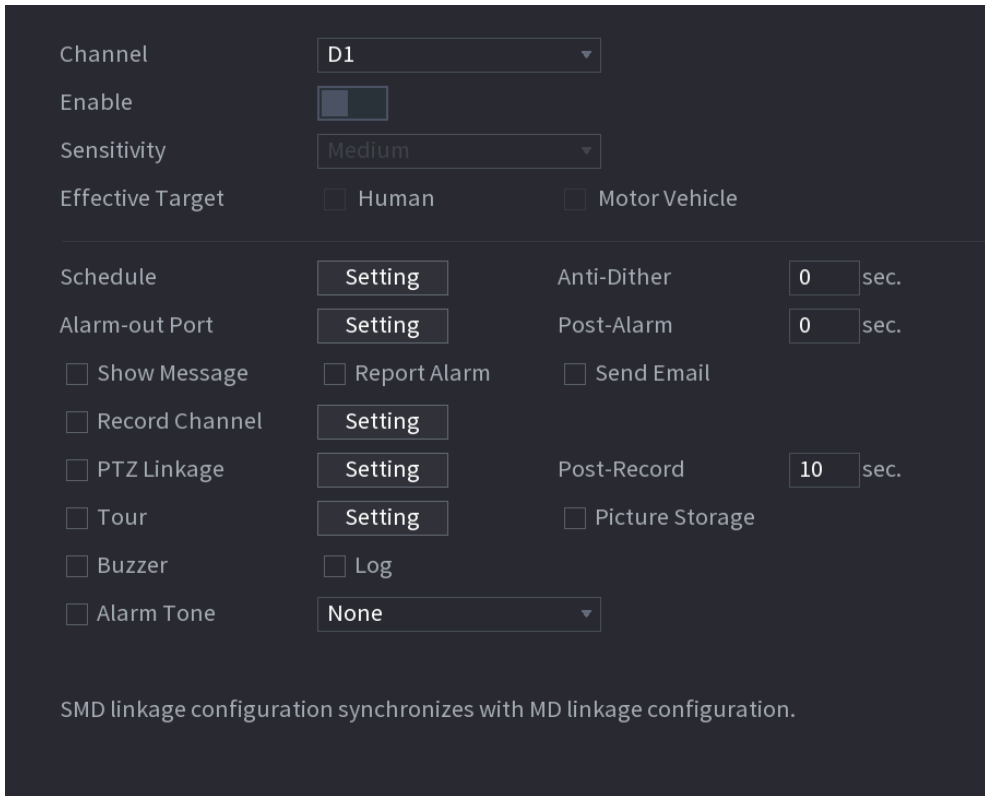 Channel D1
Enable
Sensitivity Medium
Effective Target Human Motor Vehicle
Schedule Setting Anti-Dither 0 sec.
Alarm-out Port Setting Post-Alarm 0 sec.
Show Message Report Alarm Send Email
Record Channel Setting
PTZ Linkage Setting Post-Record 10 sec.
Tour Setting Picture Storage
Buzzer Log
Alarm Tone None
SMD linkage configuration synchronizes with MD linkage configuration.